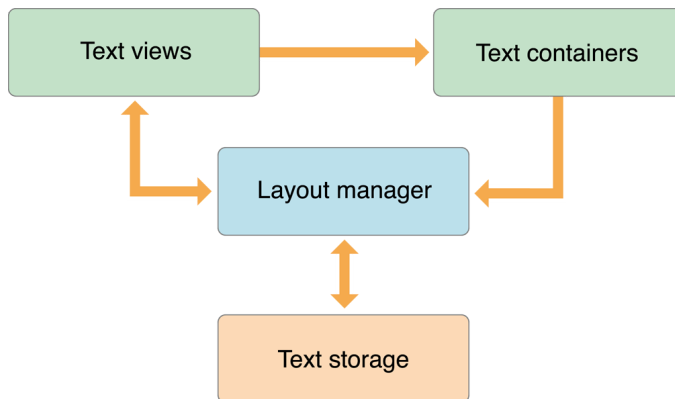 Text views
Text containers
Layout manager
Text storage